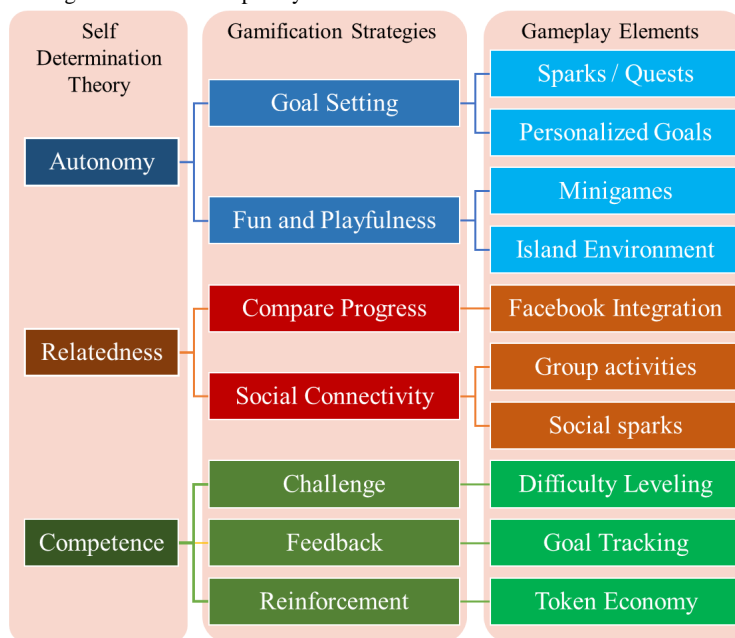 Self
Determination
Theory
Gamification Strategies
Gameplay Elements
Autonomy
Goal Setting
Sparks / Quests
Personalized Goals
Fun and Playfulness
Minigames
Island Environment
Relatedness
Compare Progress
Facebook Integration
Social Connectivity
Group activities
Social sparks
Competence
Challenge
Difficulty Leveling
Feedback
Goal Tracking
Reinforcement
Token Economy